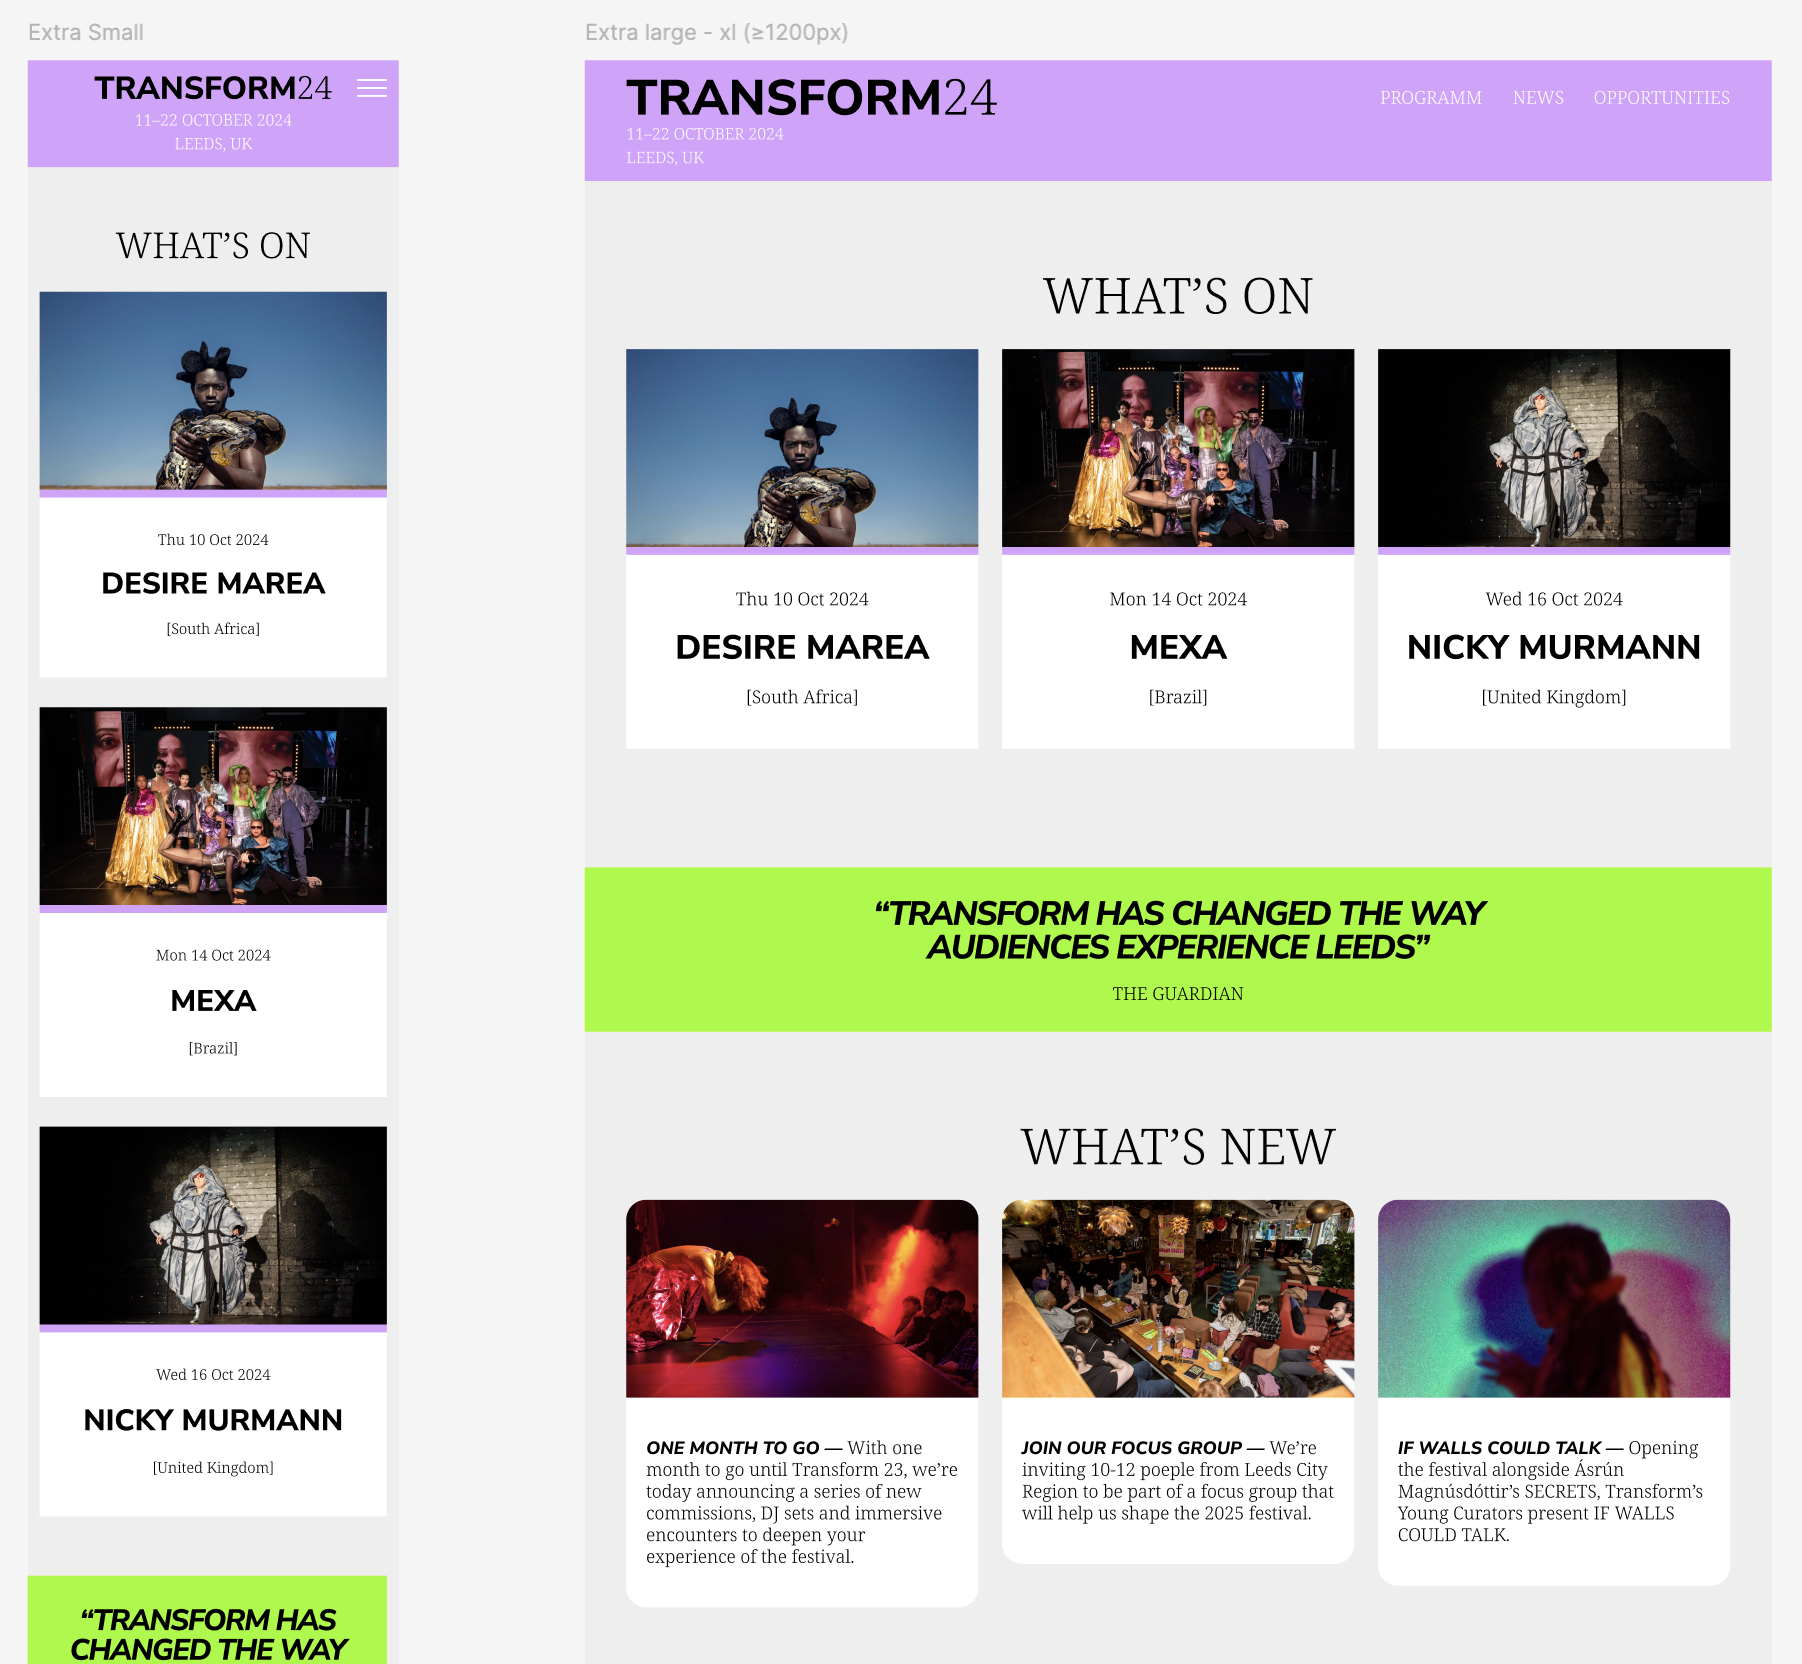 Extra Small
TRANSFORM24
11–22 OCTOBER 2024
LEEDS, UK
WHAT’S ON
Thu 10 Oct 2024
DESIRE MAREA
[South Africa]
Mon 14 Oct 2024
MEXA
[Brazil]
Wed 16 Oct 2024
NICKY MURMANN
[United Kingdom]
“TRANSFORM HAS
CHANGED THE WAY
Extra large - xl (≥1200px)
TRANSFORM24
11–22 OCTOBER 2024
LEEDS, UK
PROGRAMM NEWS OPPORTUNITIES
WHAT’S ON
Thu 10 Oct 2024
DESIRE MAREA
[South Africa]
Mon 14 Oct 2024
MEXA
[Brazil]
Wed 16 Oct 2024
NICKY MURMANN
[United Kingdom]
“TRANSFORM HAS CHANGED THE WAY
AUDIENCES EXPERIENCE LEEDS”
THE GUARDIAN
WHAT’S NEW
ONE MONTH TO GO — With one
month to go until Transform 23, we’re
today announcing a series of new
commissions, DJ sets and immersive
encounters to deepen your
experience of the festival.
JOIN OUR FOCUS GROUP — We’re
inviting 10-12 poeple from Leeds City
Region to be part of a focus group that
will help us shape the 2025 festival.
IF WALLS COULD TALK — Opening
the festival alongside Ásrún
Magnúsdóttir’s SECRETS, Transform’s
Young Curators present IF WALLS
COULD TALK.